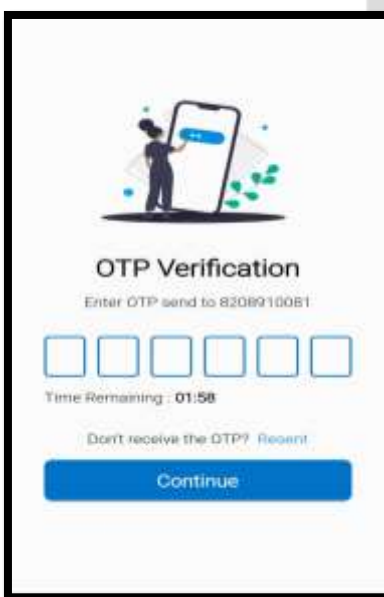 OTP Verification
Enter OTP send to 8208910081
Time Remaining : 01:58
Don't receive the OTP? Resent
Continue